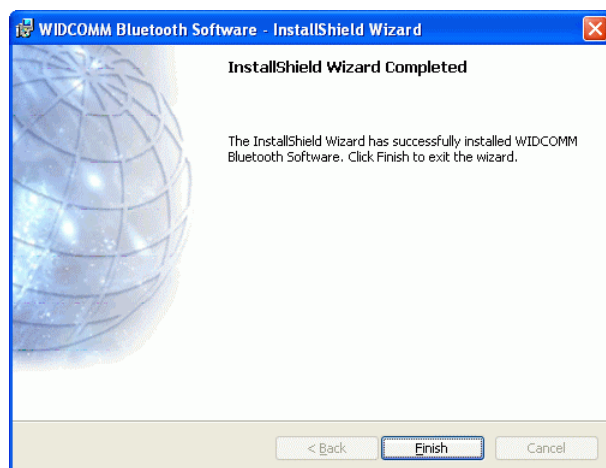 WIDCOMM Bluetooth Software - InstallShield Wizard
InstallShield Wizard Completed
The InstallShield Wizard has successfully installed WIDCOMM
Bluetooth Software. Click Finish to exit the wizard.
< Back Finish Cancel